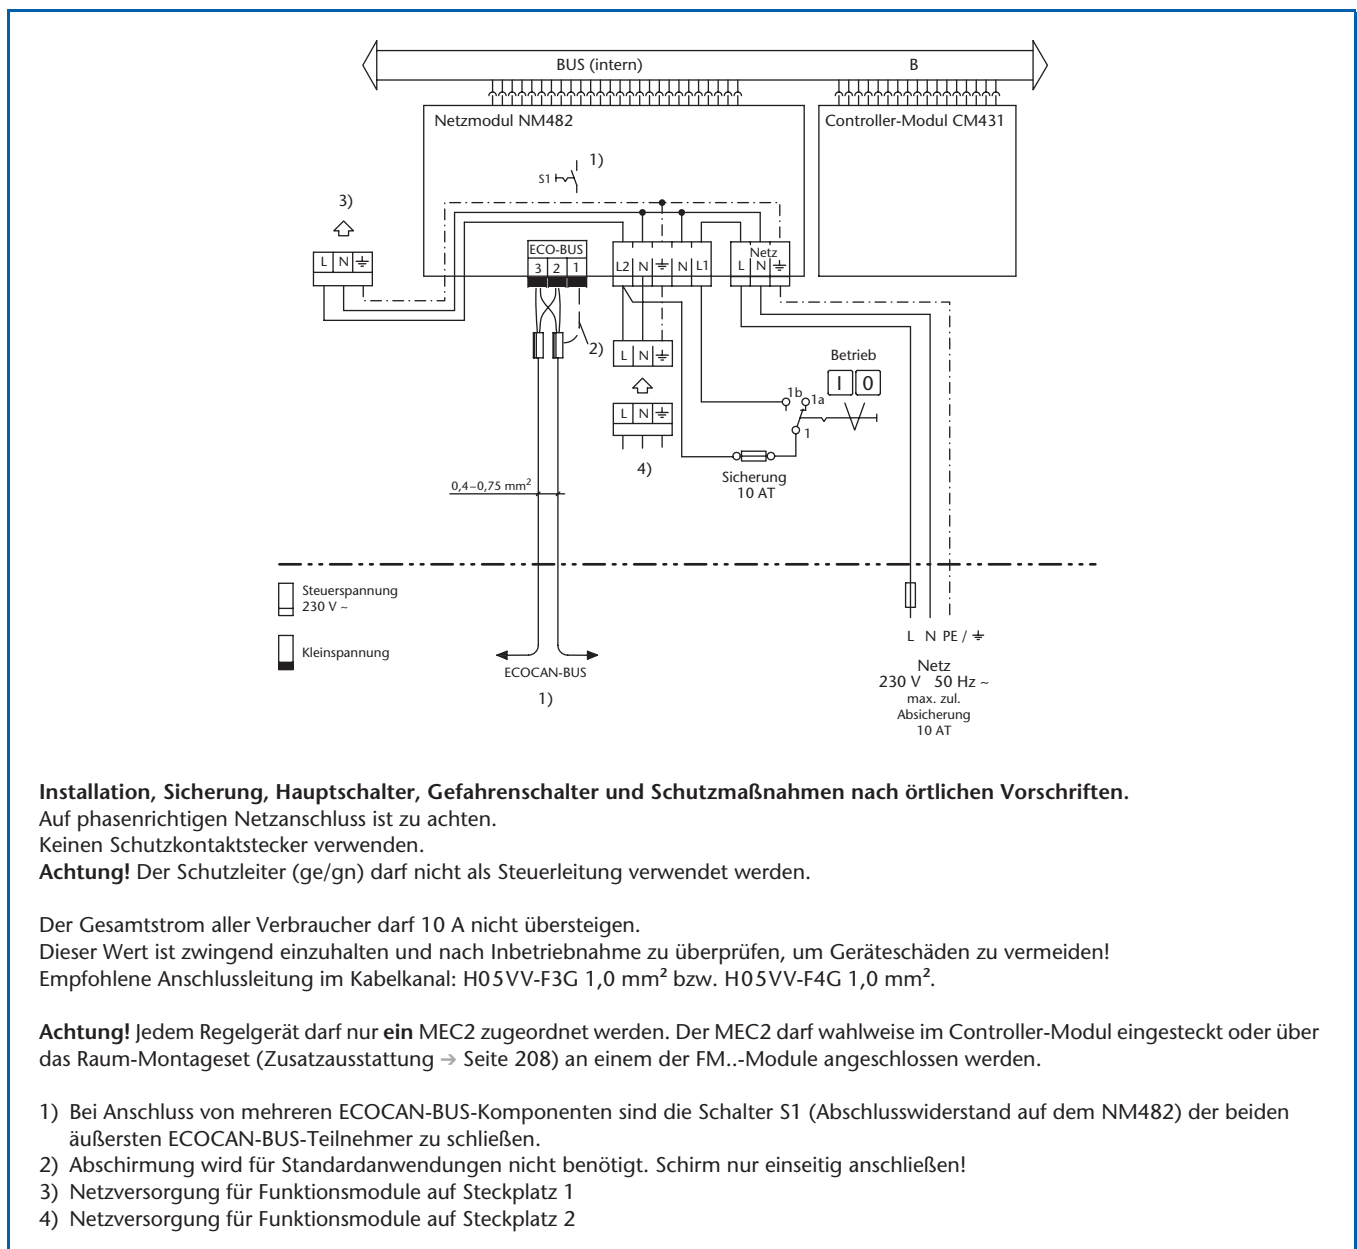 BUS (intern) B
Netzmodul NM482
Controller-Modul CM431
1)
S1
3)
ECO-BUS
Netz
L N ⏚
3 2 1
L2 N ⏚ N L1
L N ⏚
2)
L N ⏚
Betrieb
I 0
1b
1a
1
L N ⏚
4)
Sicherung
10 AT
0,4–0,75 mm²
Steuerspannung
230 V ~
Kleinspannung
ECOCAN-BUS
1)
L N PE / ⏚
Netz
230 V 50 Hz ~
max. zul.
Absicherung
10 AT
Installation, Sicherung, Hauptschalter, Gefahrenschalter und Schutzmaßnahmen nach örtlichen Vorschriften.
Auf phasenrichtigen Netzanschluss ist zu achten.
Keinen Schutzkontaktstecker verwenden.
Achtung! Der Schutzleiter (ge/gn) darf nicht als Steuerleitung verwendet werden.
Der Gesamtstrom aller Verbraucher darf 10 A nicht übersteigen.
Dieser Wert ist zwingend einzuhalten und nach Inbetriebnahme zu überprüfen, um Geräteschäden zu vermeiden!
Empfohlene Anschlussleitung im Kabelkanal: H05VV-F3G 1,0 mm² bzw. H05VV-F4G 1,0 mm².
Achtung! Jedem Regelgerät darf nur ein MEC2 zugeordnet werden. Der MEC2 darf wahlweise im Controller-Modul eingesteckt oder über
das Raum-Montageset (Zusatzausstattung → Seite 208) an einem der FM..-Module angeschlossen werden.
1) Bei Anschluss von mehreren ECOCAN-BUS-Komponenten sind die Schalter S1 (Abschlusswiderstand auf dem NM482) der beiden
äußersten ECOCAN-BUS-Teilnehmer zu schließen.
2) Abschirmung wird für Standardanwendungen nicht benötigt. Schirm nur einseitig anschließen!
3) Netzversorgung für Funktionsmodule auf Steckplatz 1
4) Netzversorgung für Funktionsmodule auf Steckplatz 2